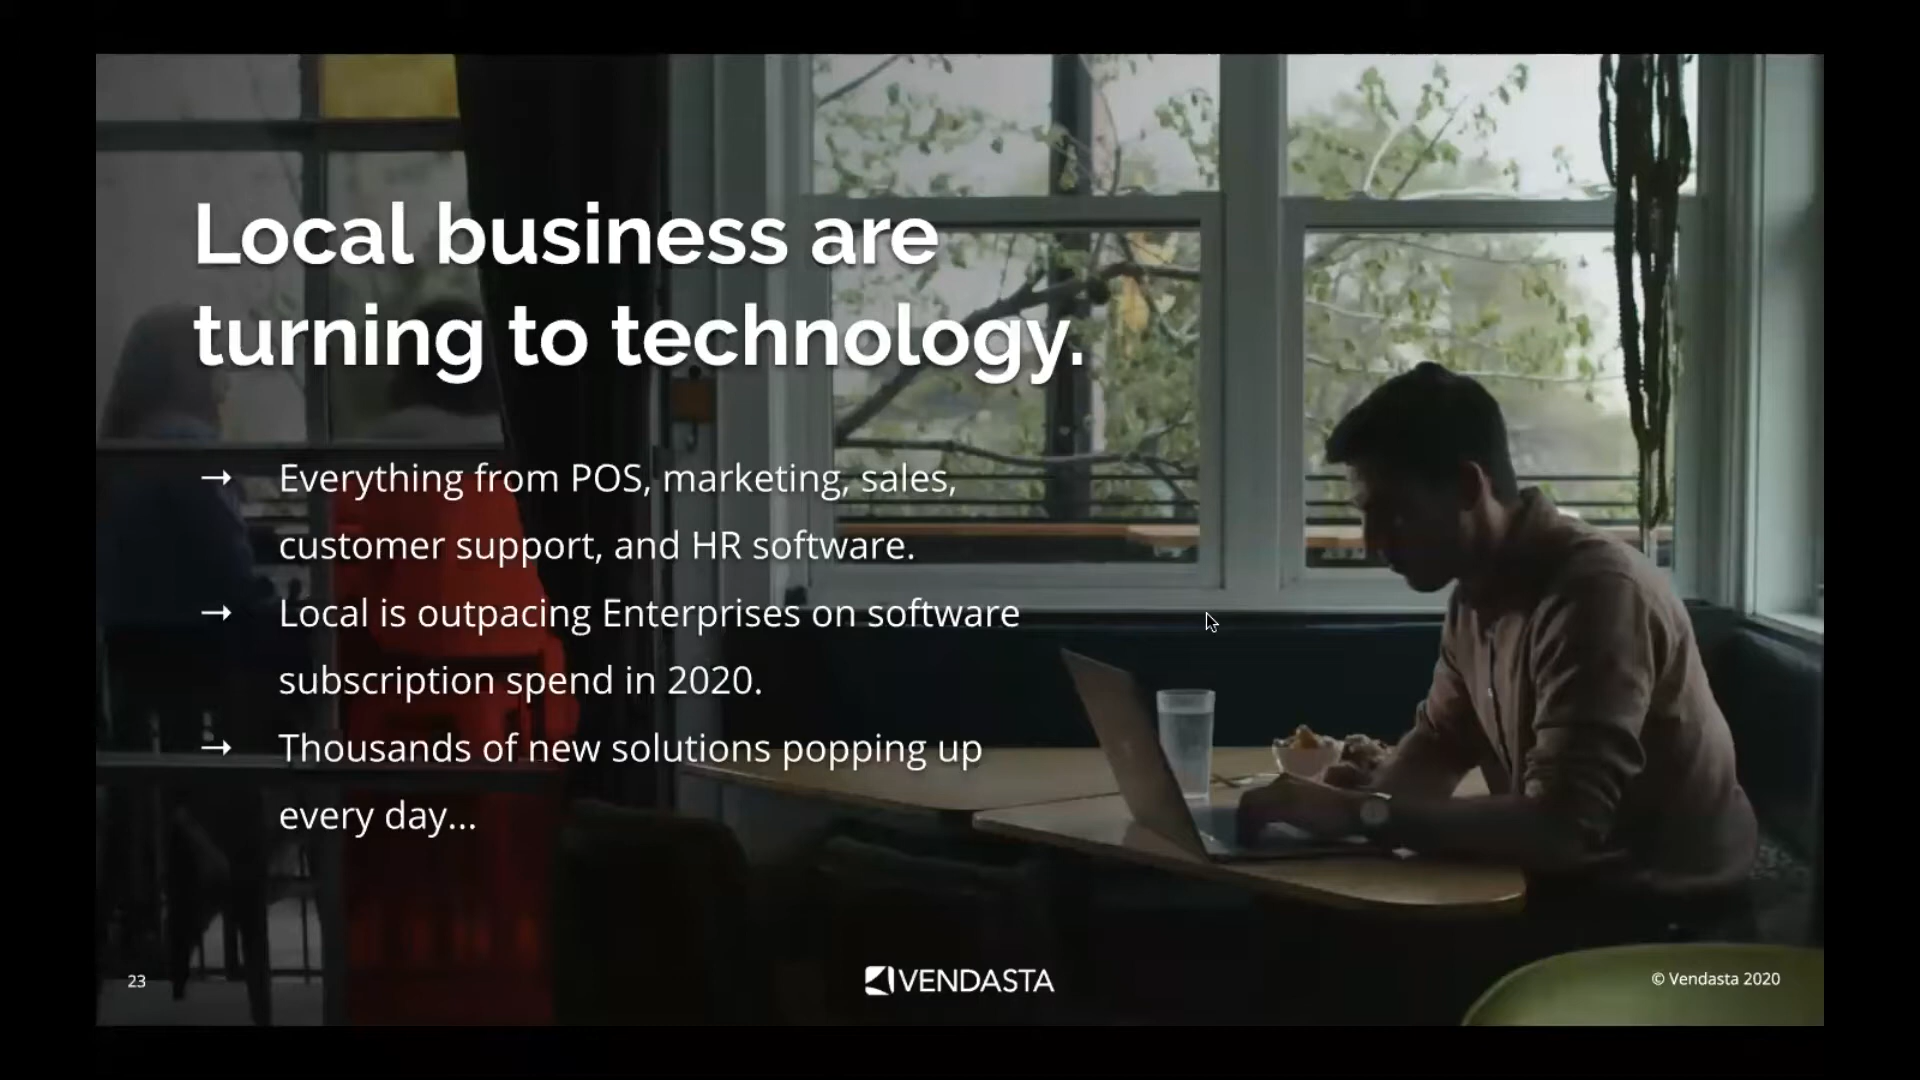 Local business are
turning to technology.
→ Everything from POS, marketing, sales,
customer support, and HR software.
→ Local is outpacing Enterprises on software
subscription spend in 2020.
→ Thousands of new solutions popping up
every day...
23
VENDASTA
© Vendasta 2020